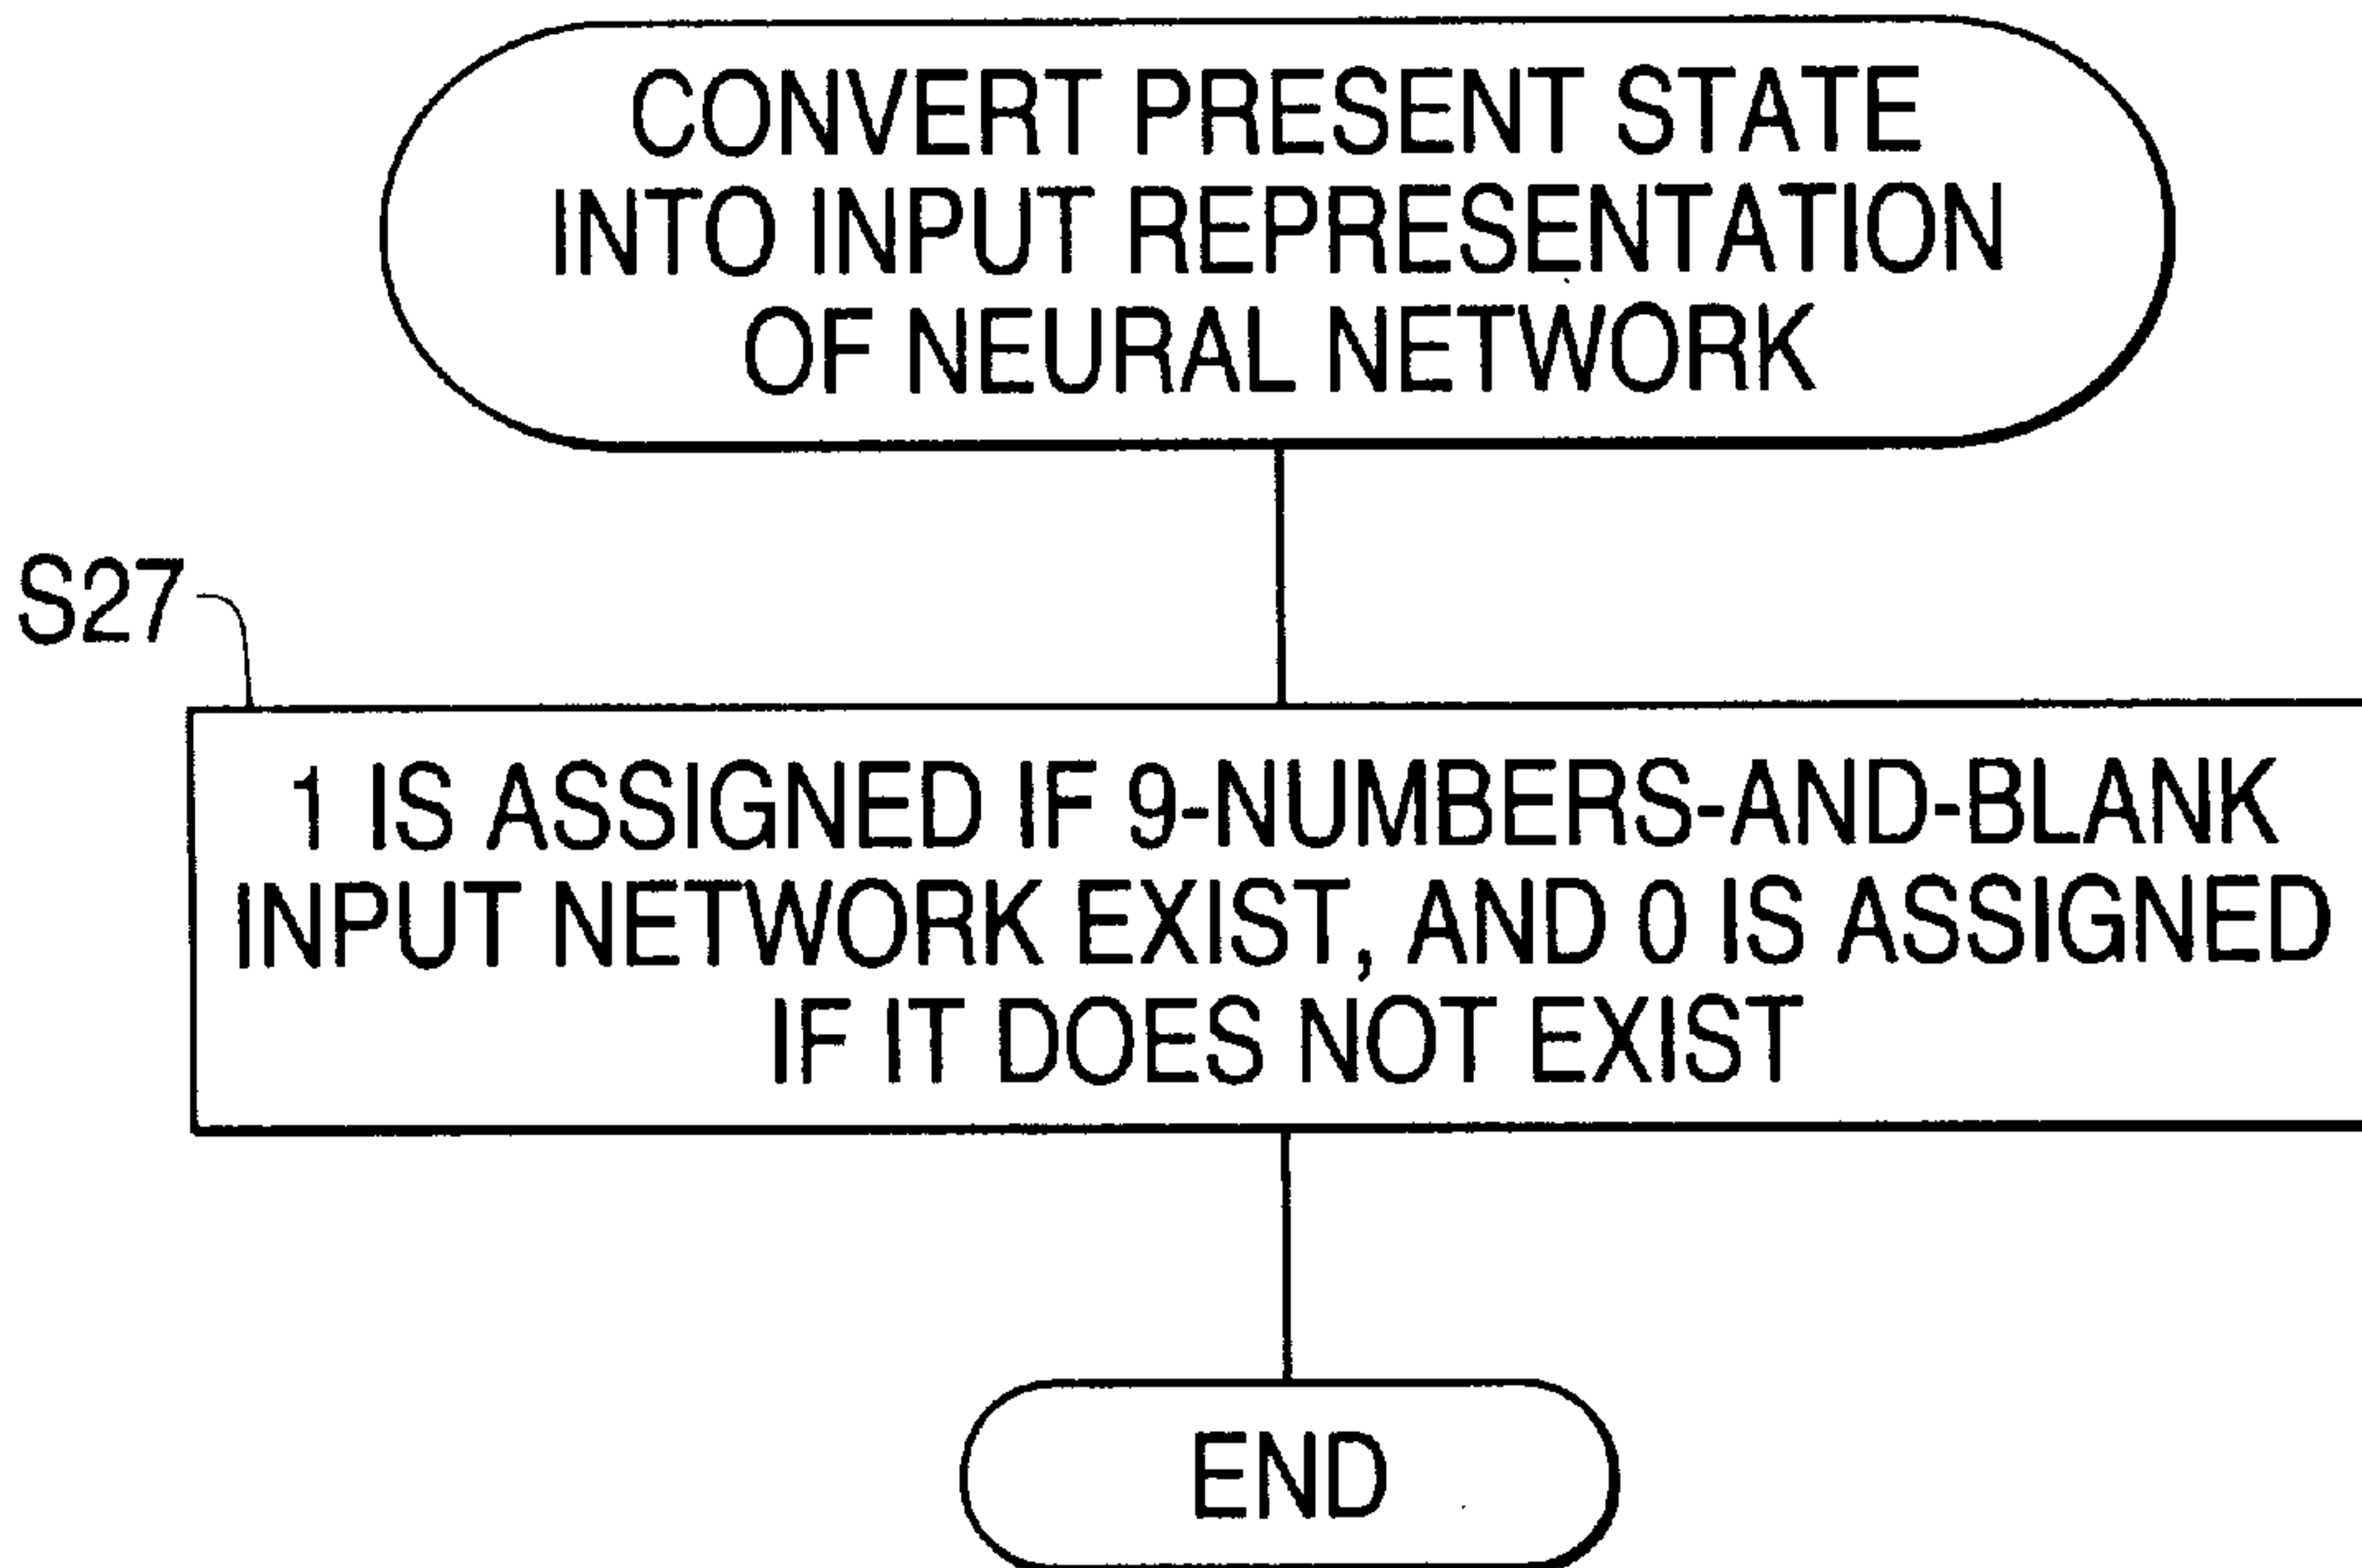 CONVERT PRESENT STATE
INTO INPUT REPRESENTATION
OF NEURAL NETWORK
S27
1 IS ASSIGNED IF 9-NUMBERS-AND-BLANK
INPUT NETWORK EXIST, AND 0 IS ASSIGNED
IF IT DOES NOT EXIST
END